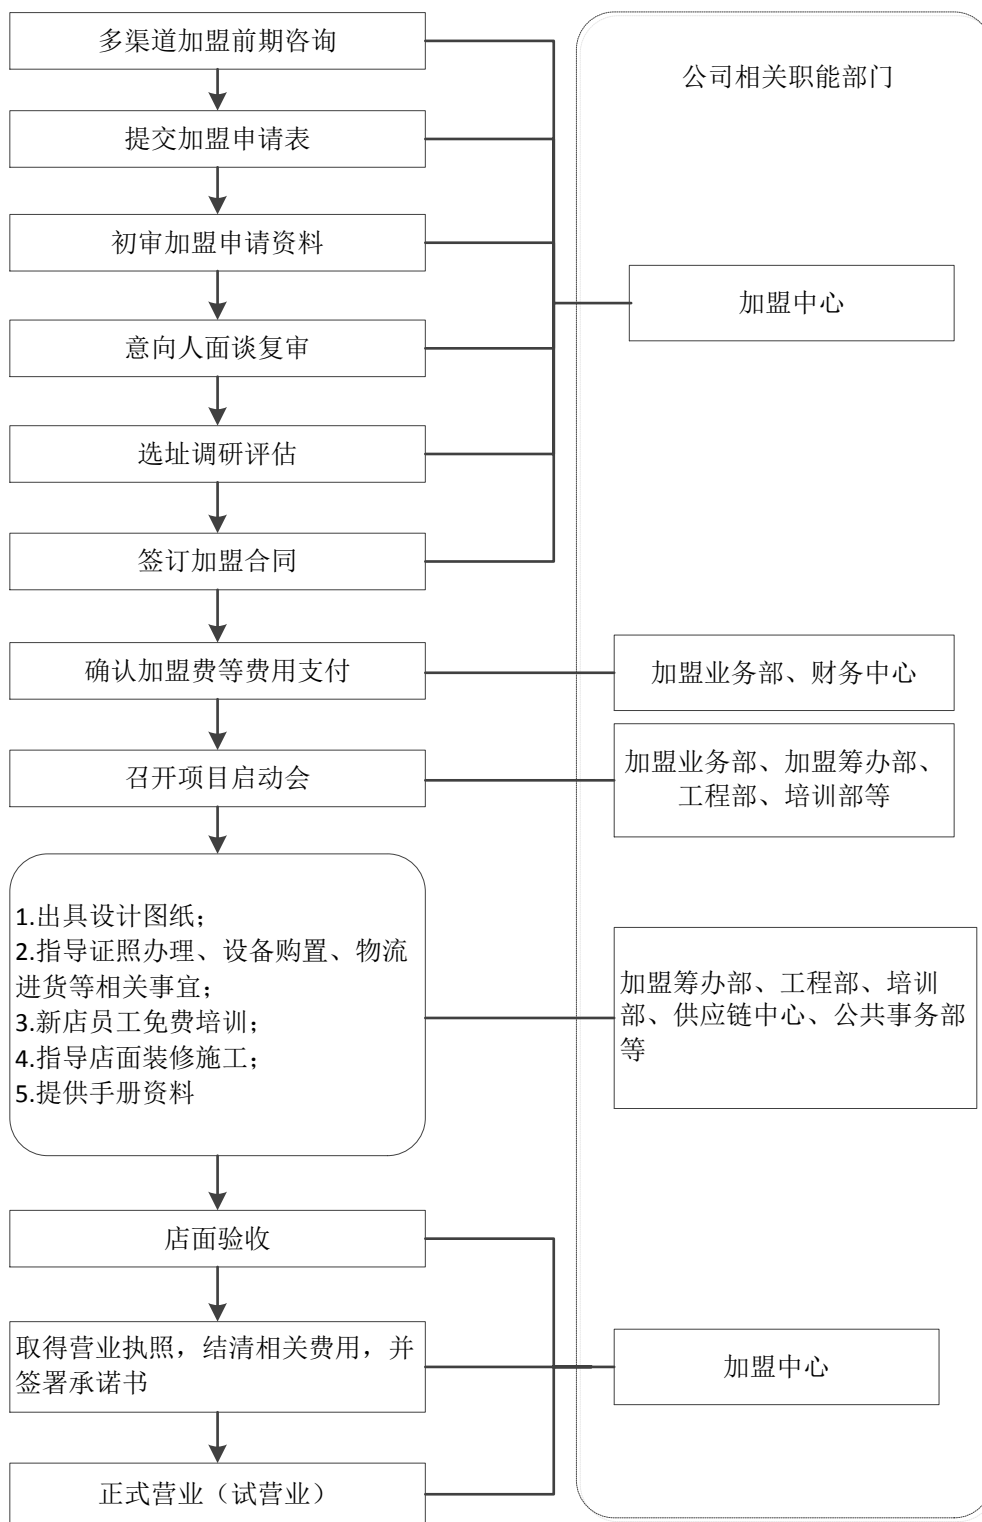 多渠道加盟前期咨询
公司相关职能部门
提交加盟申请表
初审加盟申请资料
加盟中心
意向人面谈复审
选址调研评估
签订加盟合同
确认加盟费等费用支付
加盟业务部、财务中心
召开项目启动会
加盟业务部、加盟筹办部、
工程部、培训部等
1.出具设计图纸；
2.指导证照办理、设备购置、物流
进货等相关事宜；
3.新店员工免费培训；
4.指导店面装修施工；
5.提供手册资料
加盟筹办部、工程部、培训
部、供应链中心、公共事务部
等
店面验收
取得营业执照，结清相关费用，并
签署承诺书
加盟中心
正式营业（试营业）